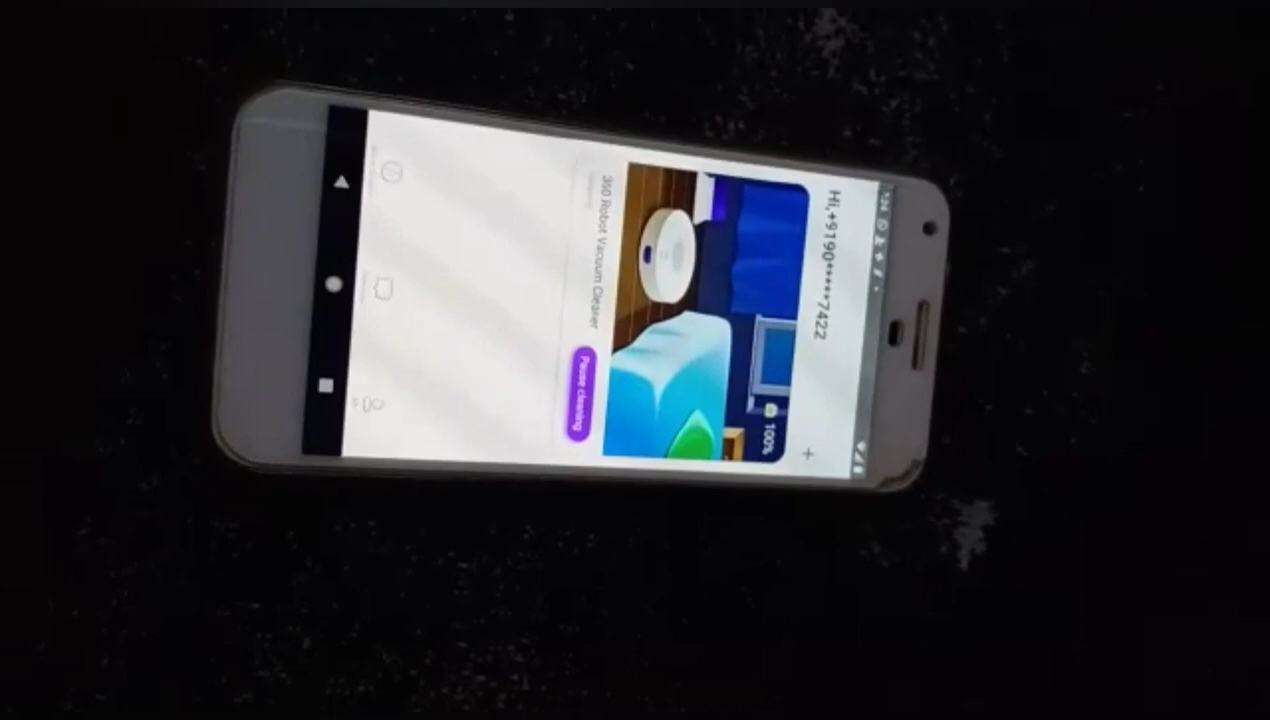 Hi,+9190*****7422
+
100%
360 Robot Vacuum Cleaner
Pause cleaning